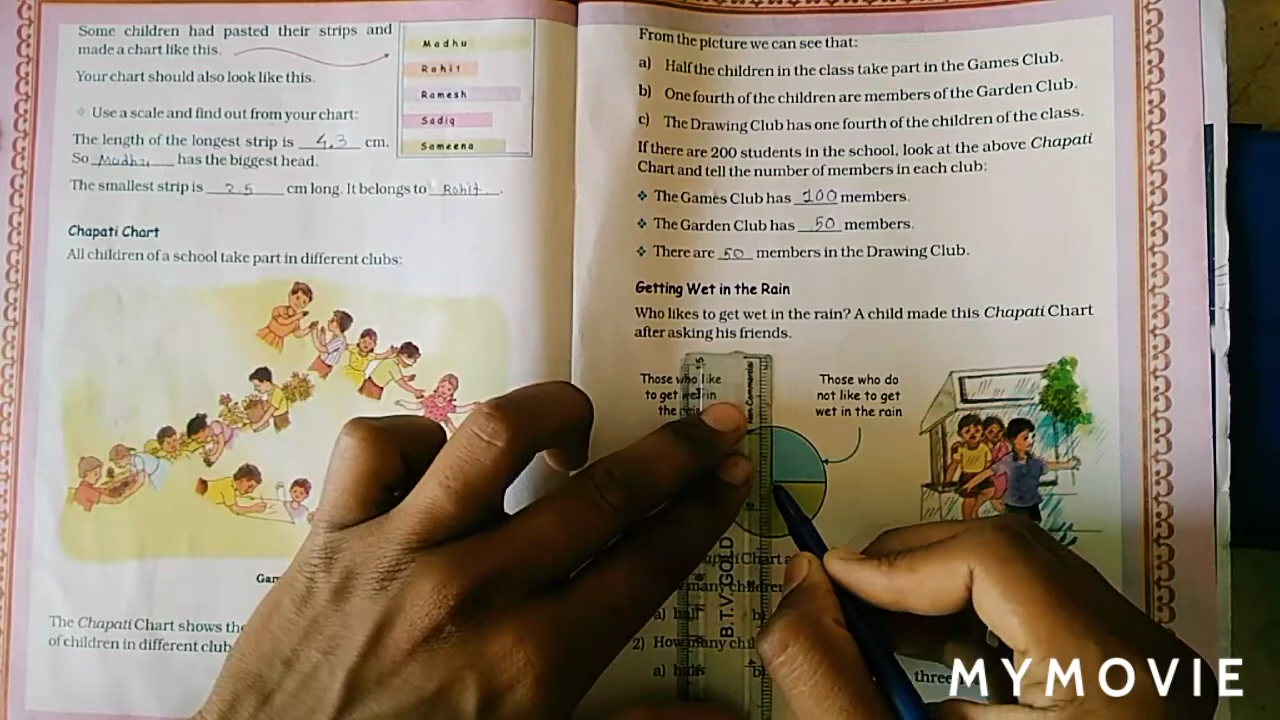 Some children had pasted their strips and
made a chart like this.
Your chart should also look like this.
Use a scale and find out from your chart:
The length of the longest strip is 4.3 cm.
So Madhu has the biggest head.
The smallest strip is 2.5 cm long. It belongs to Rohit.
Madhu
Rohit
Ramesh
Sadiq
Sameena
Chapati Chart
All children of a school take part in different clubs:
The Chapati Chart shows the
of children in different club
From the picture we can see that:
a) Half the children in the class take part in the Games Club.
b) One fourth of the children are members of the Garden Club.
c) The Drawing Club has one fourth of the children of the class.
If there are 200 students in the school, look at the above Chapati
Chart and tell the number of members in each club:
The Games Club has 100 members.
The Garden Club has 50 members.
There are 50 members in the Drawing Club.
Getting Wet in the Rain
Who likes to get wet in the rain? A child made this Chapati Chart
after asking his friends.
Those who like
to get wet in
the
Those who do
not like to get
wet in the rain
B.T.V. GOLD
Chart
many children
a) half b)
2) How many
a) b)
three
MYMOVIE